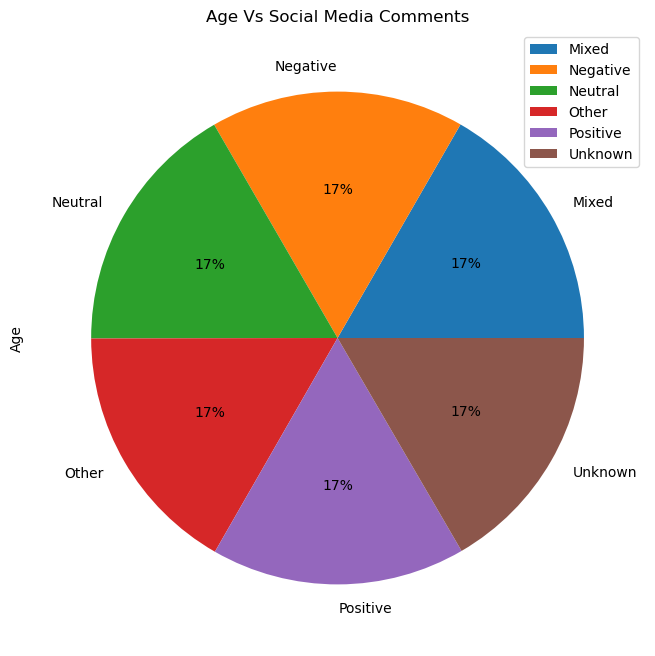 Age Vs Social Media Comments
Mixed
Negative
Neutral
Other
Positive
Unknown
Negative
Neutral
Mixed
17%
17%
17%
Age
17%
17%
17%
Other
Unknown
Positive